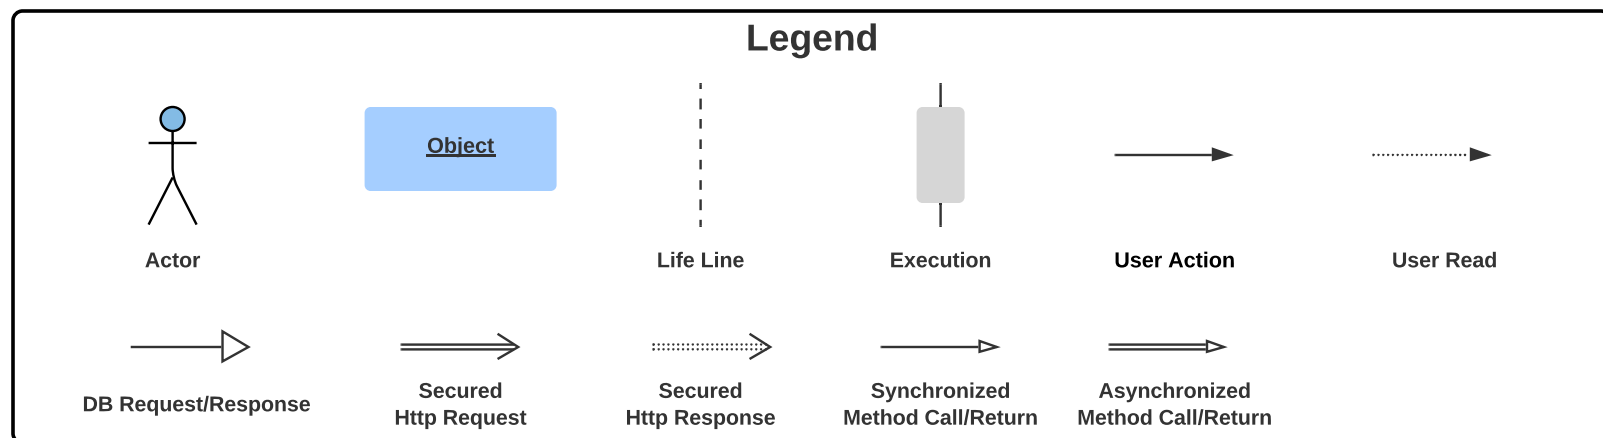 Legend
Object
Actor
Life Line
Execution
User Action
User Read
DB Request/Response
Secured
Http Request
Secured
Http Response
Synchronized
Method Call/Return
Asynchronized
Method Call/Return